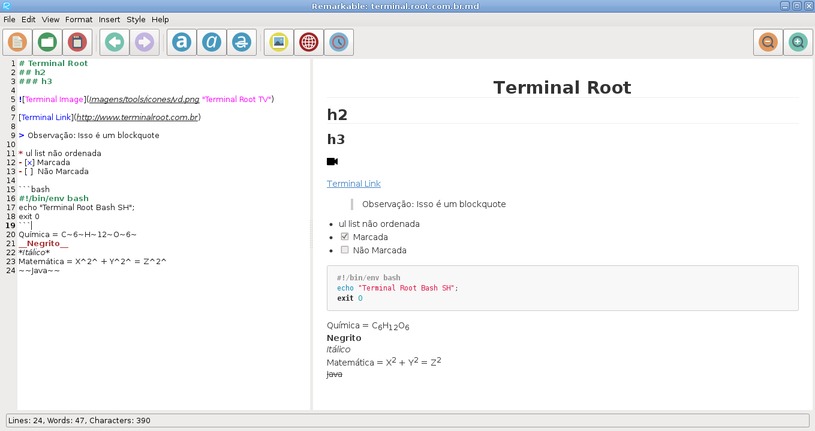 Remarkable: terminal.root.com.br.md
File Edit View Format Insert Style Help
a a a
1 # Terminal Root
2 ## h2
3 ### h3
4
5 ![Terminal Image](imagens/tools/icones/vd.png "Terminal Root TV")
6
7 [Terminal Link](http://www.terminalroot.com.br)
8
9 > Observação: Isso é um blockquote
10
11 * ul list não ordenada
12 - [x] Marcada
13 - [ ] Não Marcada
14
15 ```bash
16 #!/bin/env bash
17 echo "Terminal Root Bash SH";
18 exit 0
19 ```
20 Química = C~6~H~12~O~6~
21 __Negrito__
22 *Itálico*
23 Matemática = X^2^ + Y^2^ = Z^2^
24 ~~Java~~
Terminal Root
h2
h3
Terminal Link
Observação: Isso é um blockquote
ul list não ordenada
Marcada
Não Marcada
#!/bin/env bash
echo "Terminal Root Bash SH";
exit 0
Química = C6H12O6
Negrito
Itálico
Matemática = X2 + Y2 = Z2
Java
Lines: 24, Words: 47, Characters: 390